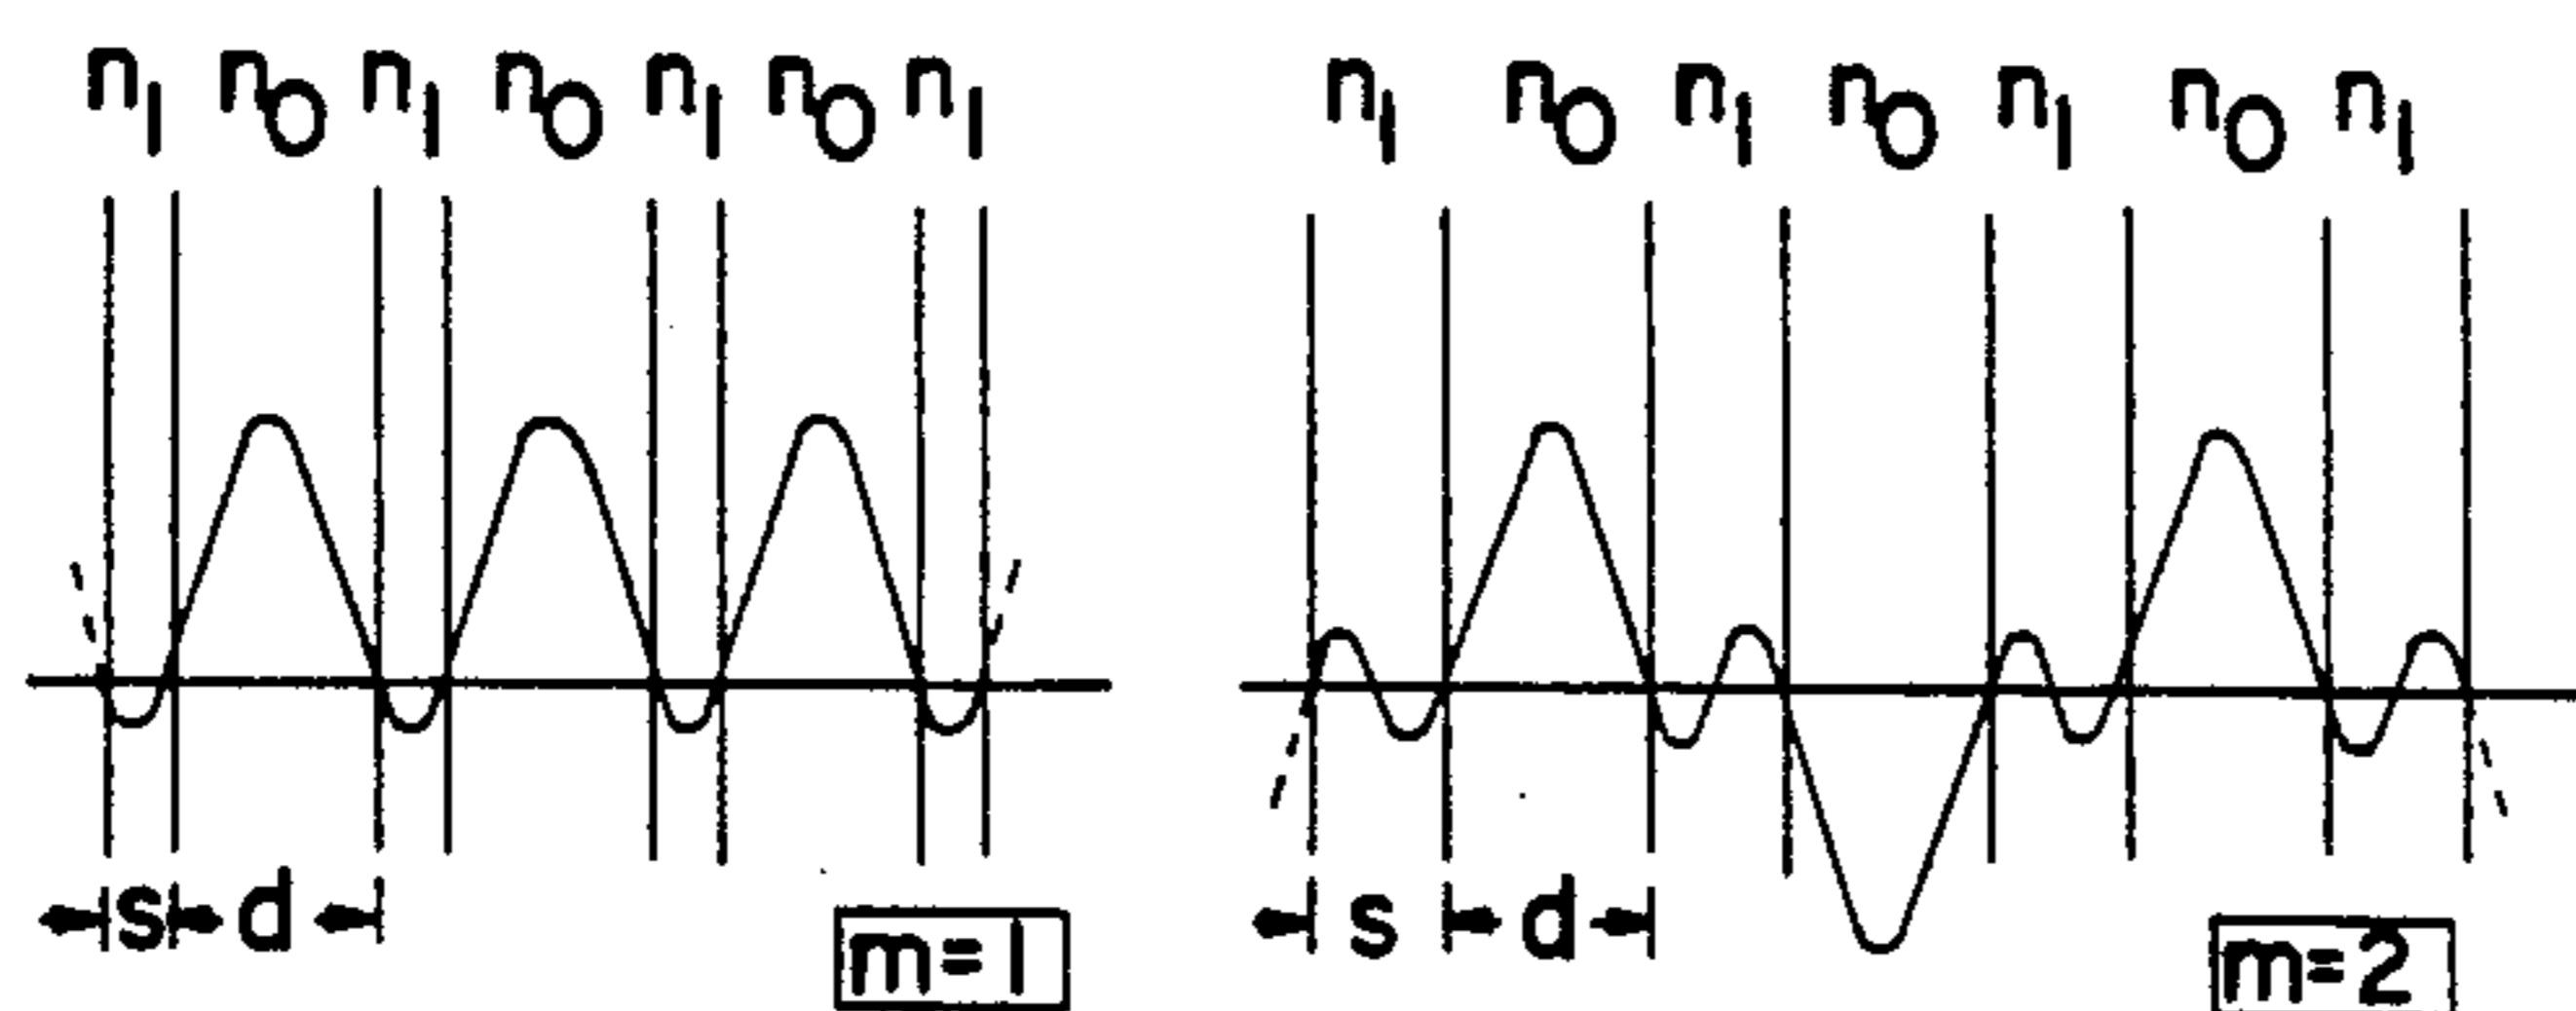 n₁ n₀ n₁ n₀ n₁ n₀ n₁
s d
m=1
n₁ n₀ n₁ n₀ n₁ n₀ n₁
s d
m=2